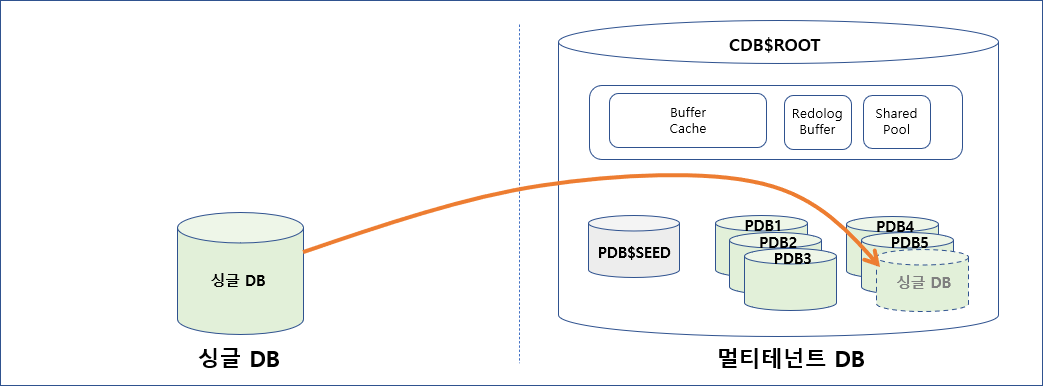 CDB$ROOT
Buffer
Cache
Redolog
Buffer
Shared
Pool
싱글 DB
PDB$SEED
PDB1
PDB2
PDB3
PDB4
PDB5
싱글 DB
싱글 DB
멀티테넌트 DB